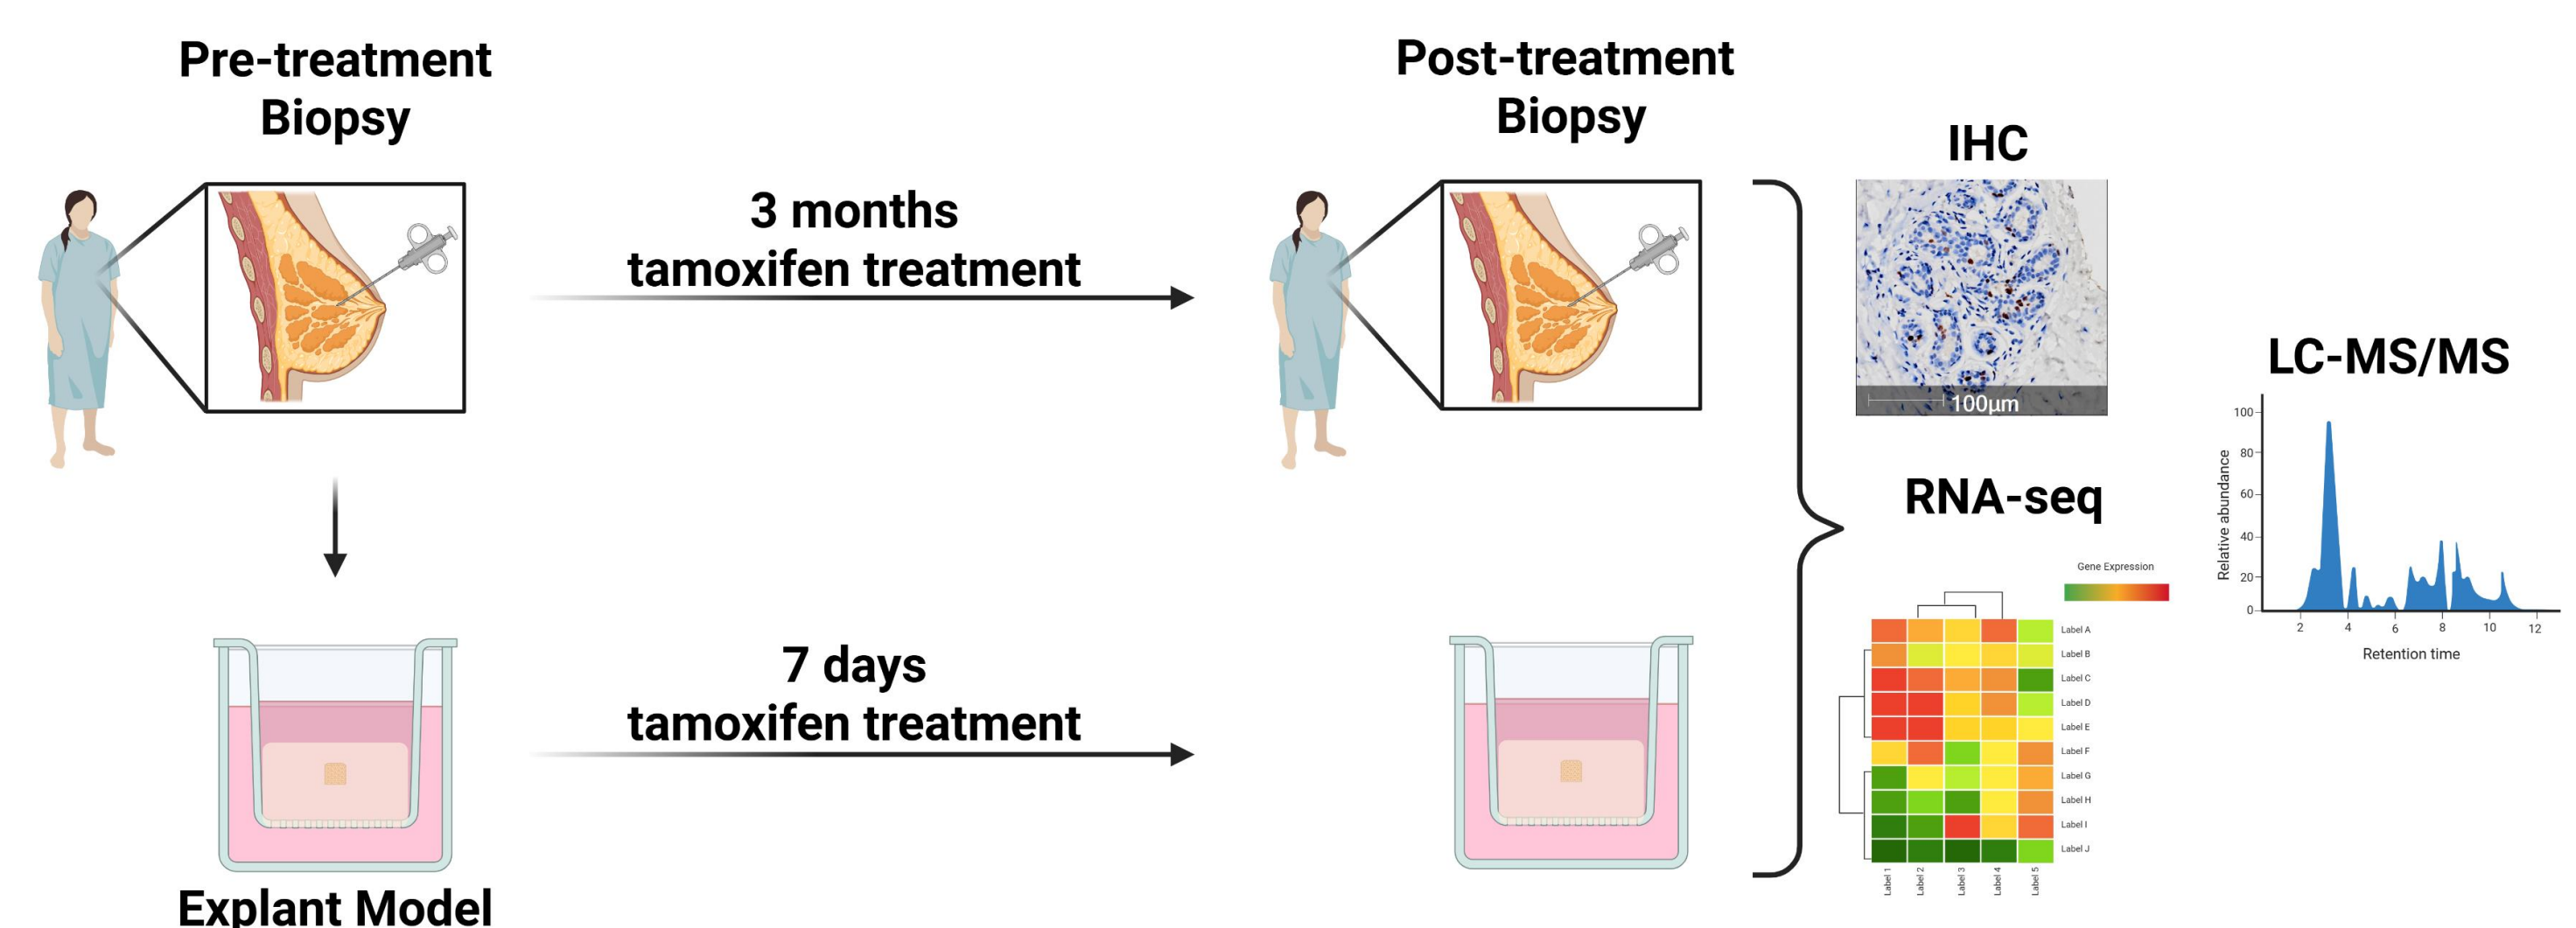 Pre-treatment
Biopsy
3 months
tamoxifen treatment
Post-treatment
Biopsy
IHC
100µm
LC-MS/MS
100
80
60
40
20
0
2 4 6 8 10 12
Relative abundance
Retention time
RNA-seq
Gene Expression
Label A
Label B
Label C
Label D
Label E
Label F
Label G
Label H
Label I
Label J
Label 1
Label 2
Label 3
Label 4
Label 5
7 days
tamoxifen treatment
Explant Model